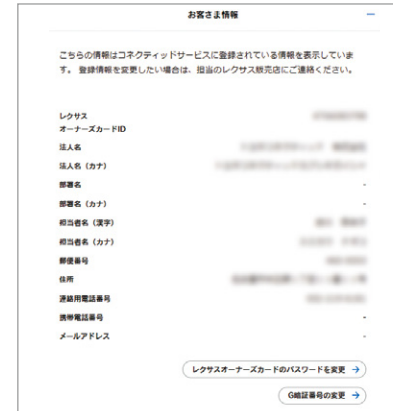 お客さま情報
こちらの情報はコネクティッドサービスに登録されている情報を表示していま
す。 登録情報を変更したい場合は、担当のレクサス販売店にご連絡ください。
レクサス
オーナーズカードID
法人名
法人名（カナ）
部署名 -
部署名（カナ） -
担当者名（漢字）
担当者名（カナ）
郵便番号
住所
連絡用電話番号
携帯電話番号 -
メールアドレス -
レクサスオーナーズカードのパスワードを変更 →
G暗証番号の変更 →